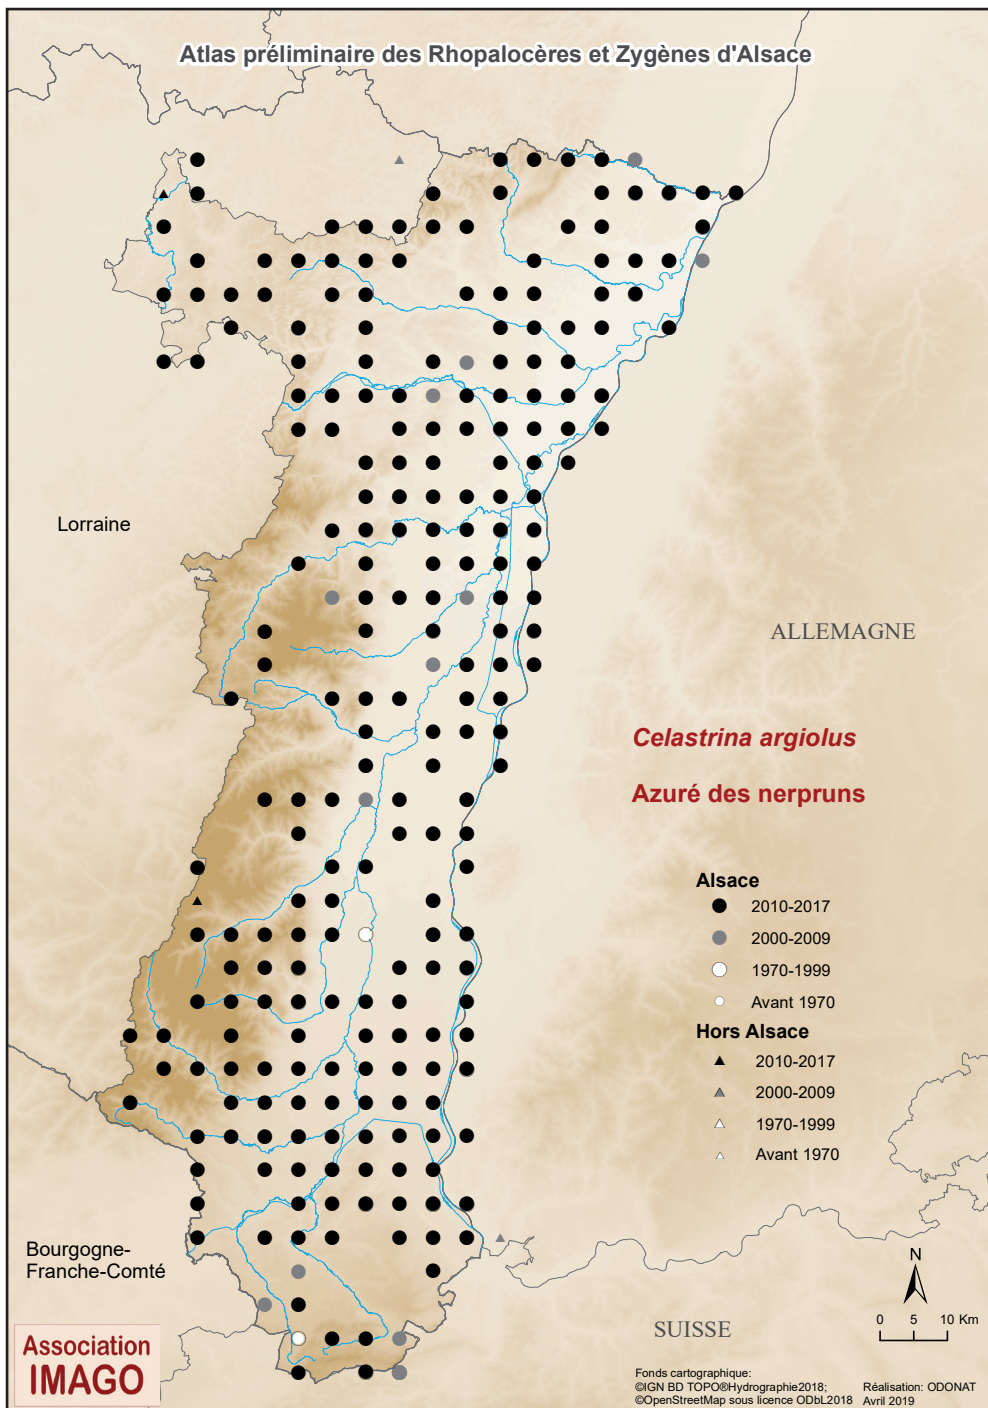 Atlas préliminaire des Rhopalocères et Zygènes d'Alsace
Lorraine
ALLEMAGNE
Celastrina argiolus
Azuré des nerpruns
Alsace
2010-2017
2000-2009
1970-1999
Avant 1970
Hors Alsace
2010-2017
2000-2009
1970-1999
Avant 1970
Bourgogne-
Franche-Comté
SUISSE
N
0 5 10 Km
Association
IMAGO
Fonds cartographique:
©IGN BD TOPO®Hydrographie2018;
©OpenStreetMap sous licence ODbL2018
Réalisation: ODONAT
Avril 2019